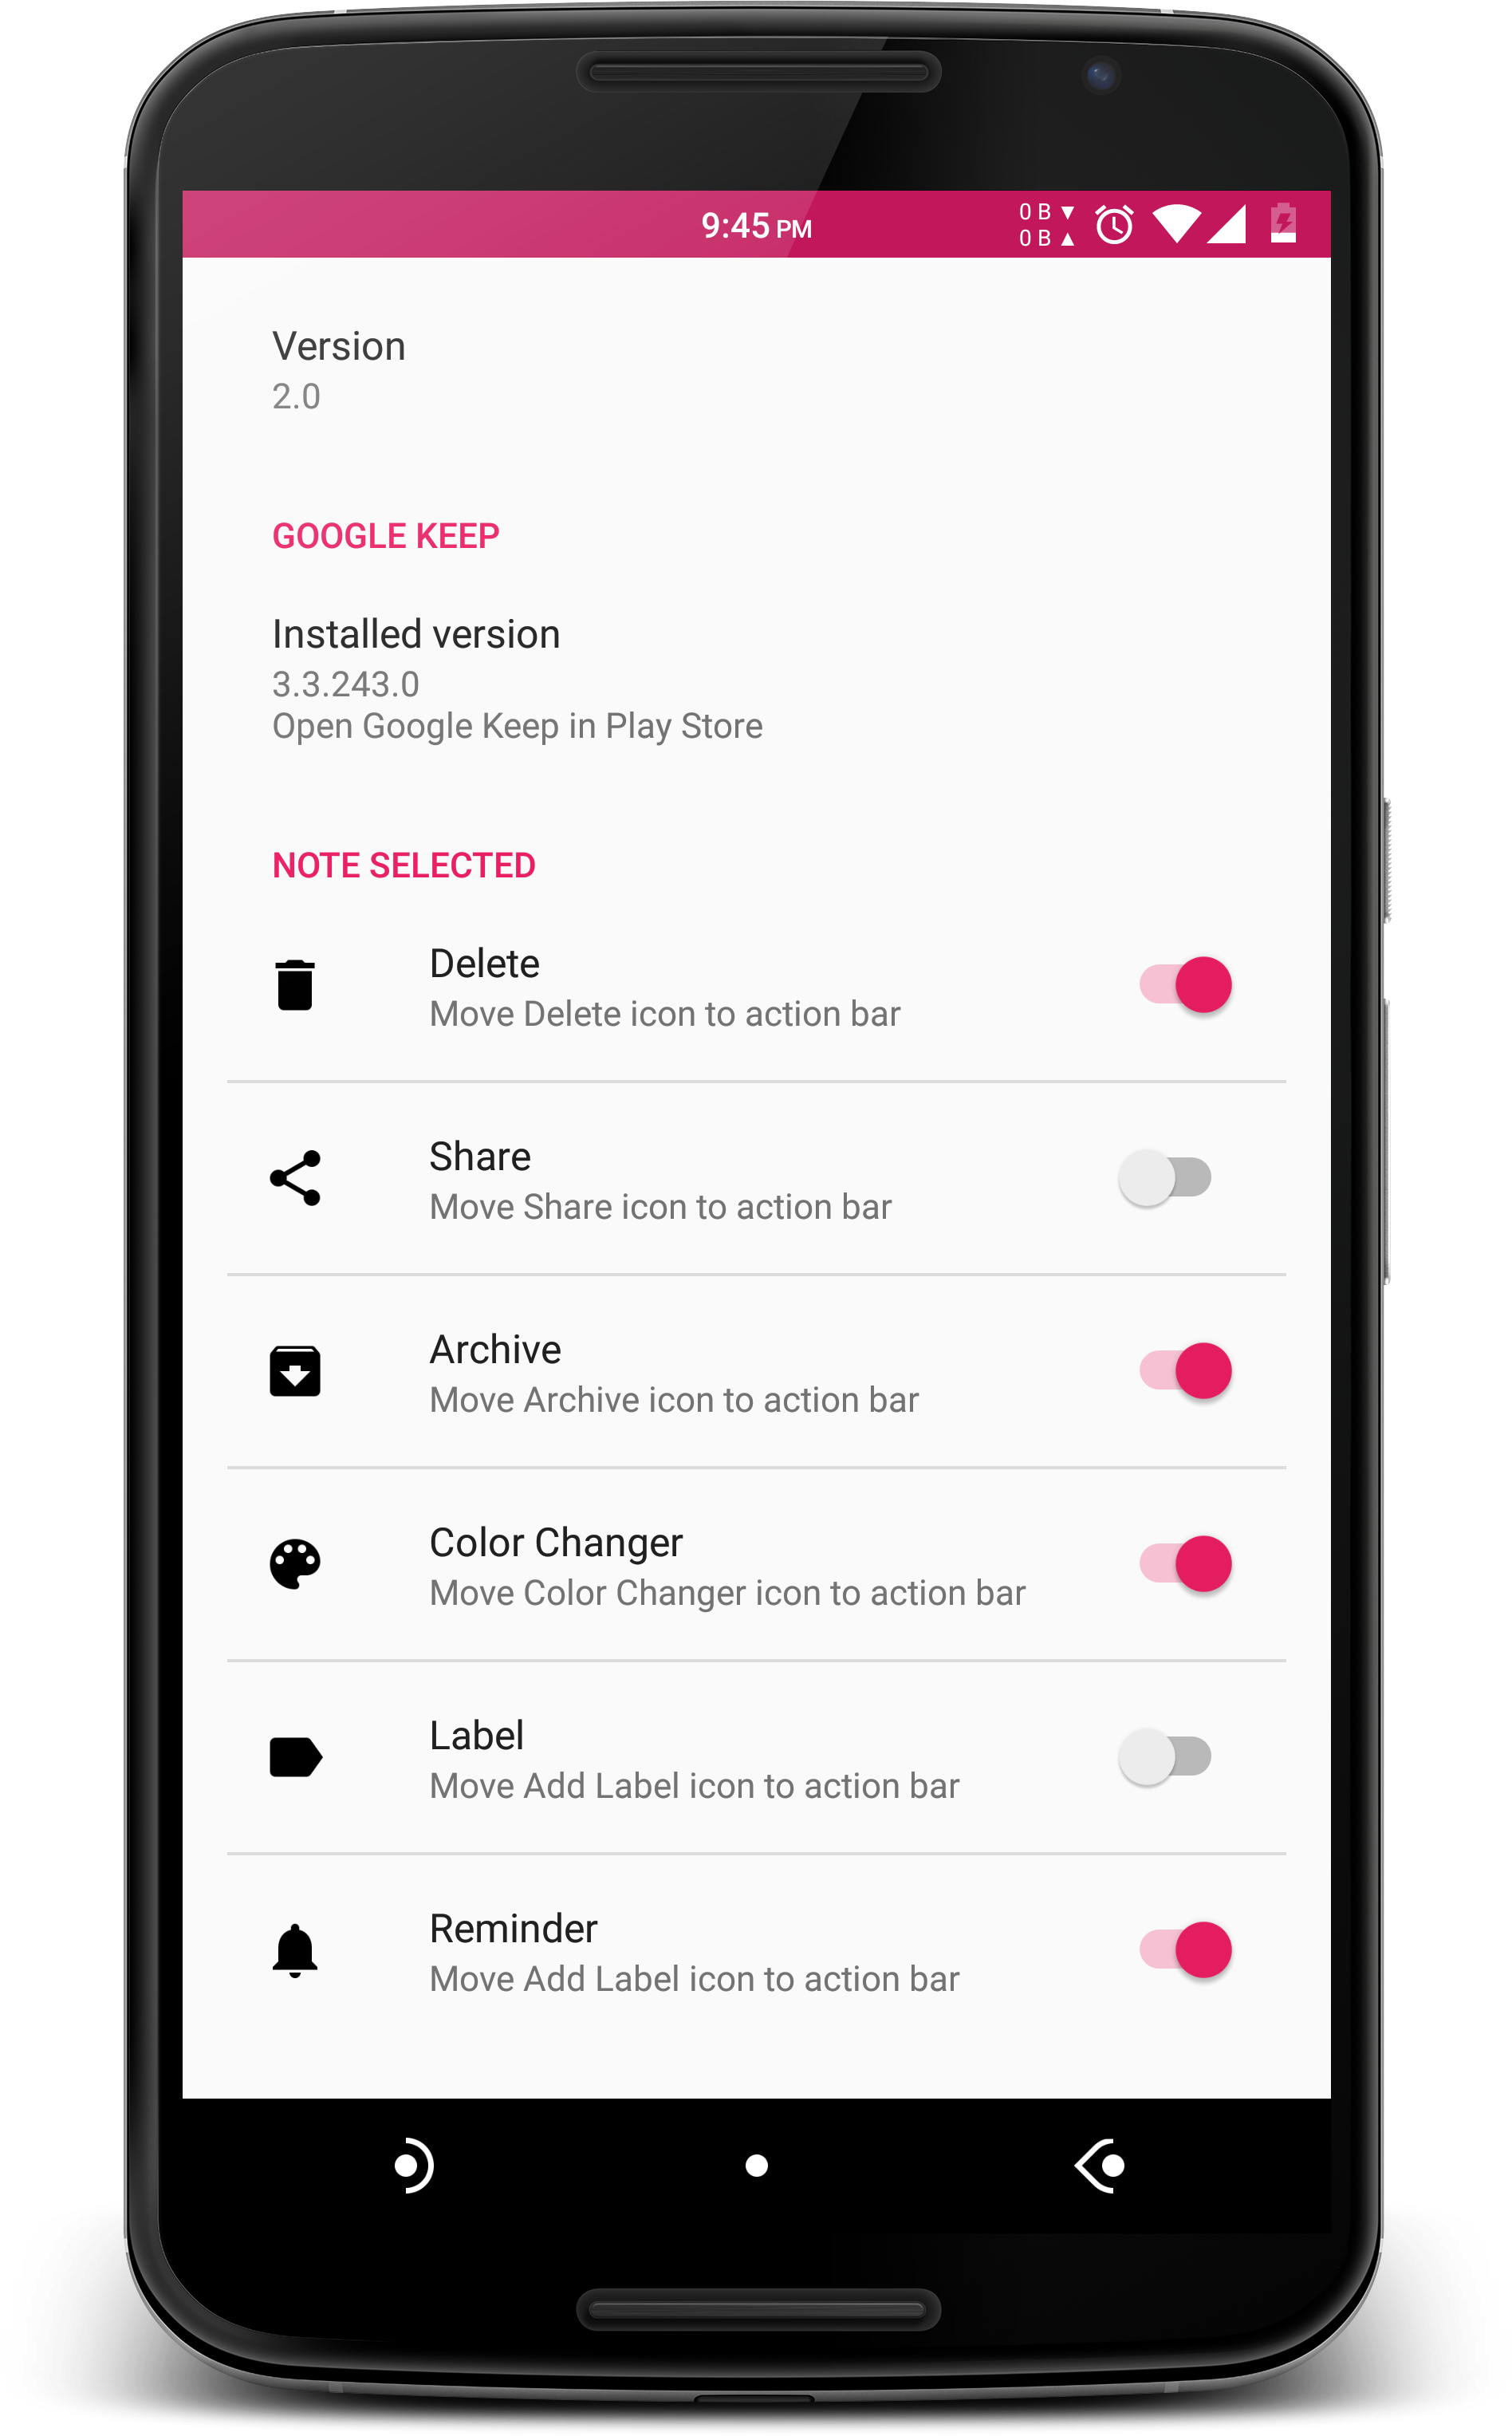 9:45 PM
0 B ▼
0 B ▲
Version
2.0
GOOGLE KEEP
Installed version
3.3.243.0
Open Google Keep in Play Store
NOTE SELECTED
Delete
Move Delete icon to action bar
Share
Move Share icon to action bar
Archive
Move Archive icon to action bar
Color Changer
Move Color Changer icon to action bar
Label
Move Add Label icon to action bar
Reminder
Move Add Label icon to action bar